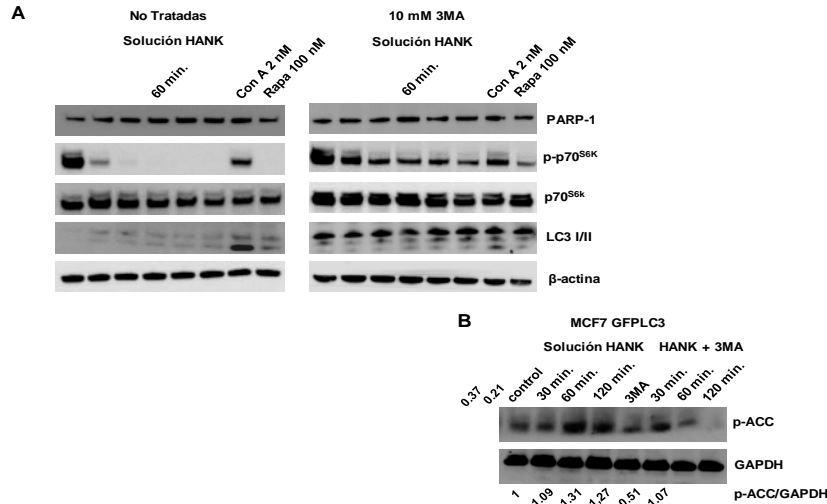 A
No Tratadas
10 mM 3MA
Solución HANK
Solución HANK
60 min.
Con A 2 nM
Rapa 100 nM
60 min.
Con A 2 nM
Rapa 100 nM
PARP-1
p-p70S6K
p70S6k
LC3 I/II
β-actina
B
MCF7 GFPLC3
Solución HANK
HANK + 3MA
0.37
0.21
control
30 min.
60 min.
120 min.
3MA
30 min.
60 min.
120 min.
p-ACC
GAPDH
1 1.09 1.31 1.27 0.51 1.07 p-ACC/GAPDH